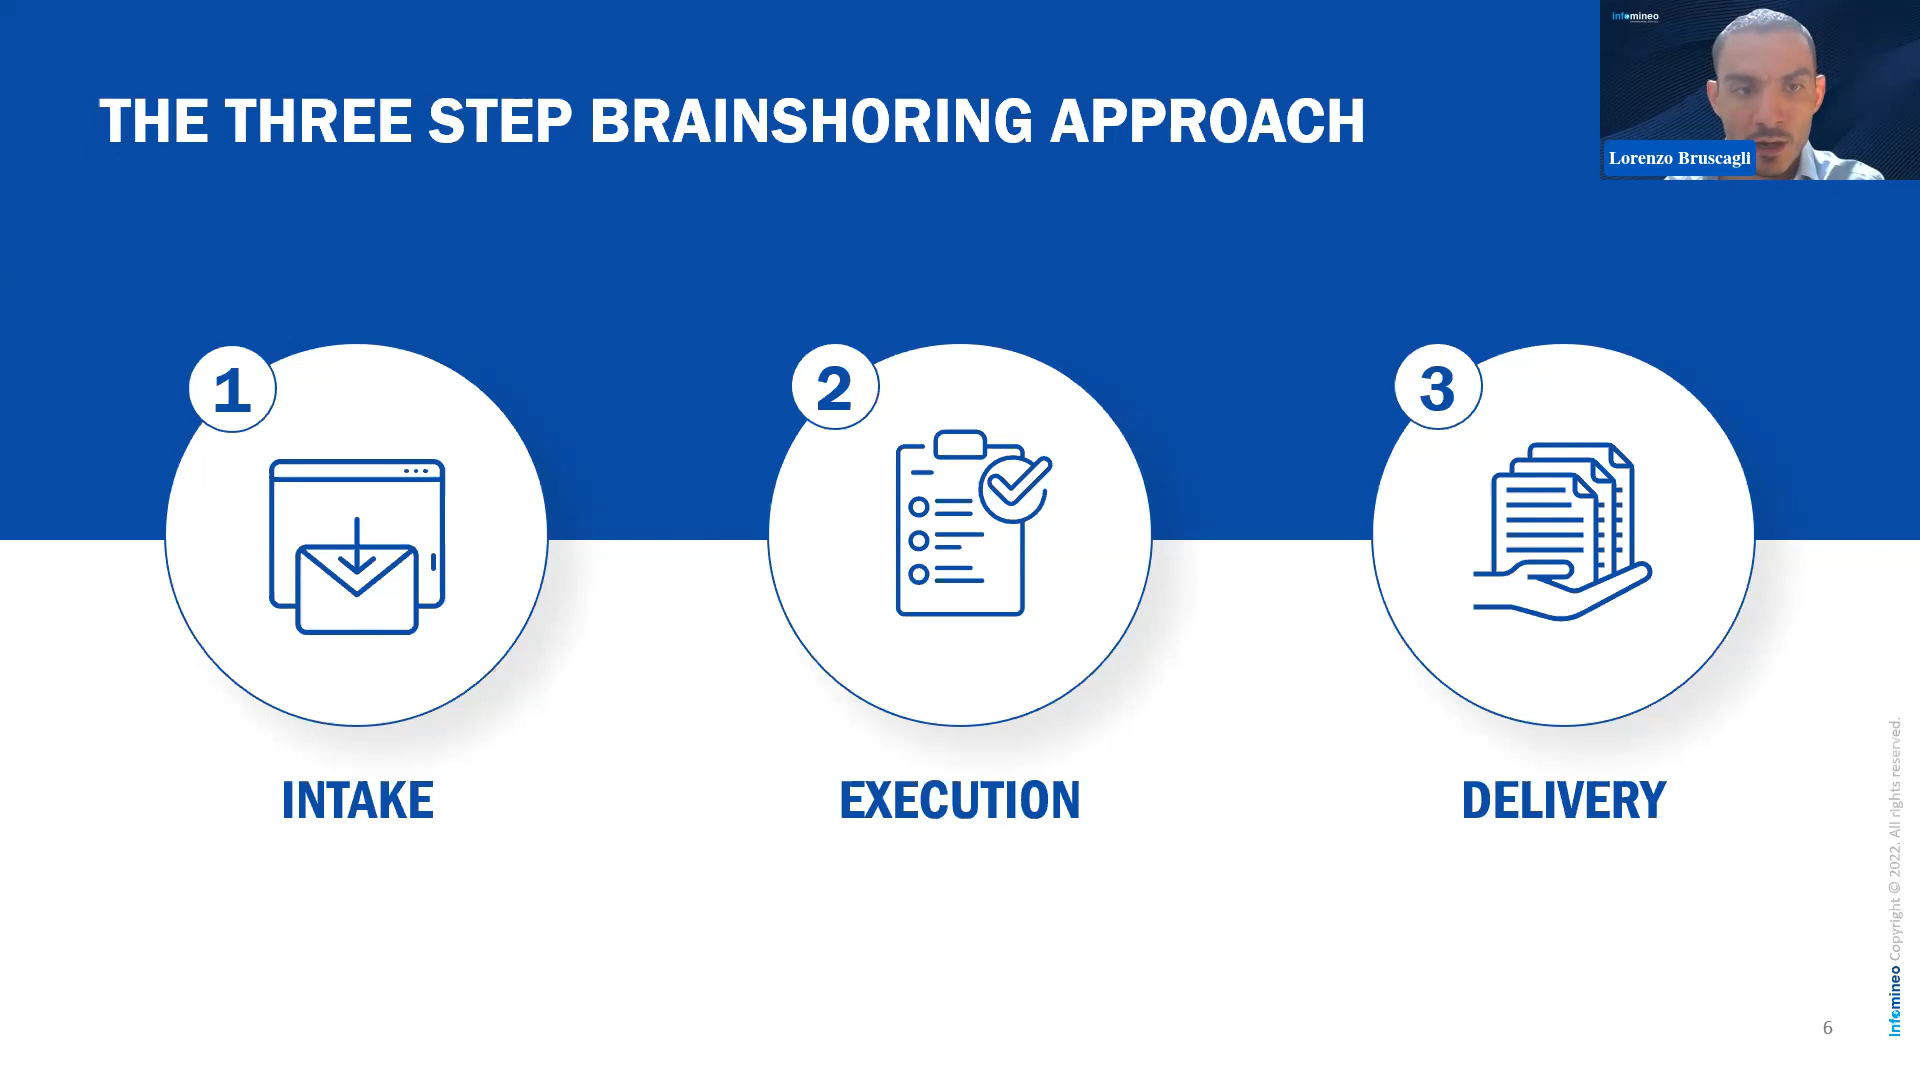 THE THREE STEP BRAINSHORING APPROACH
infomineo
Lorenzo Bruscagli
1
2
3
INTAKE
EXECUTION
DELIVERY
infomineo Copyright © 2022. All rights reserved.
6